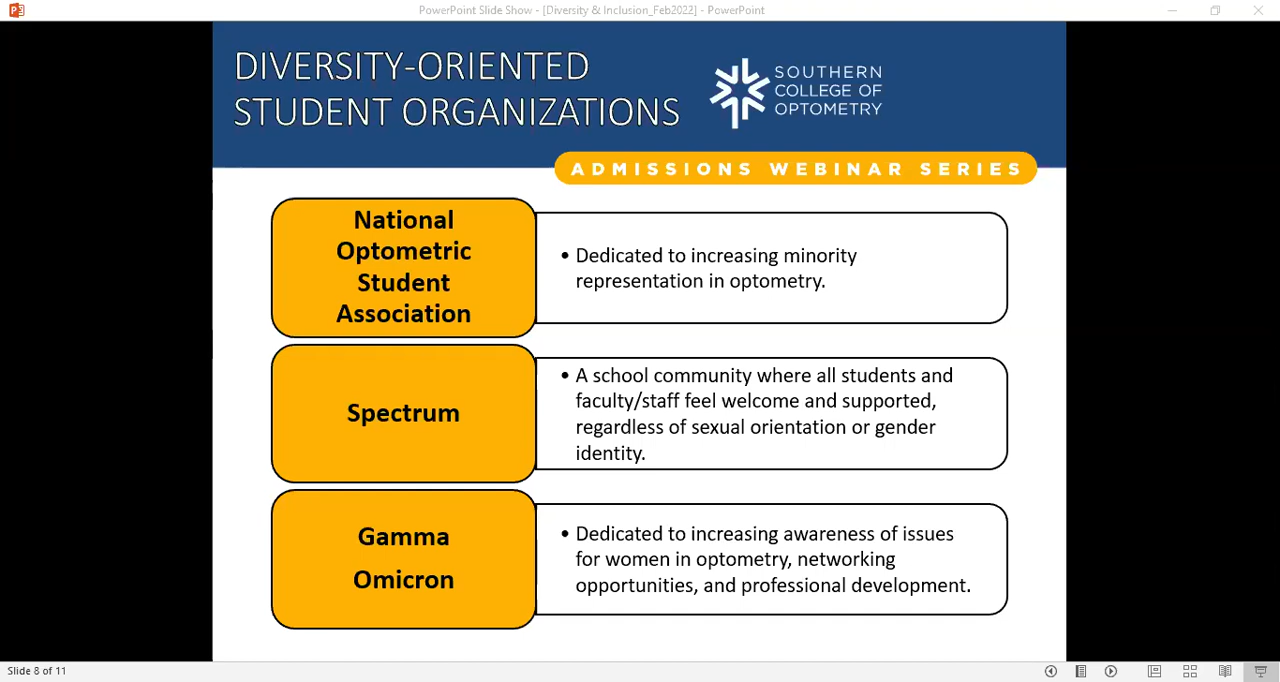 PowerPoint Slide Show - [Diversity & Inclusion_Feb2022] - PowerPoint
DIVERSITY-ORIENTED
STUDENT ORGANIZATIONS
SOUTHERN
COLLEGE OF
OPTOMETRY
ADMISSIONS WEBINAR SERIES
National
Optometric
Student
Association
• Dedicated to increasing minority
representation in optometry.
Spectrum
• A school community where all students and
faculty/staff feel welcome and supported,
regardless of sexual orientation or gender
identity.
Gamma
Omicron
• Dedicated to increasing awareness of issues
for women in optometry, networking
opportunities, and professional development.
Slide 8 of 11